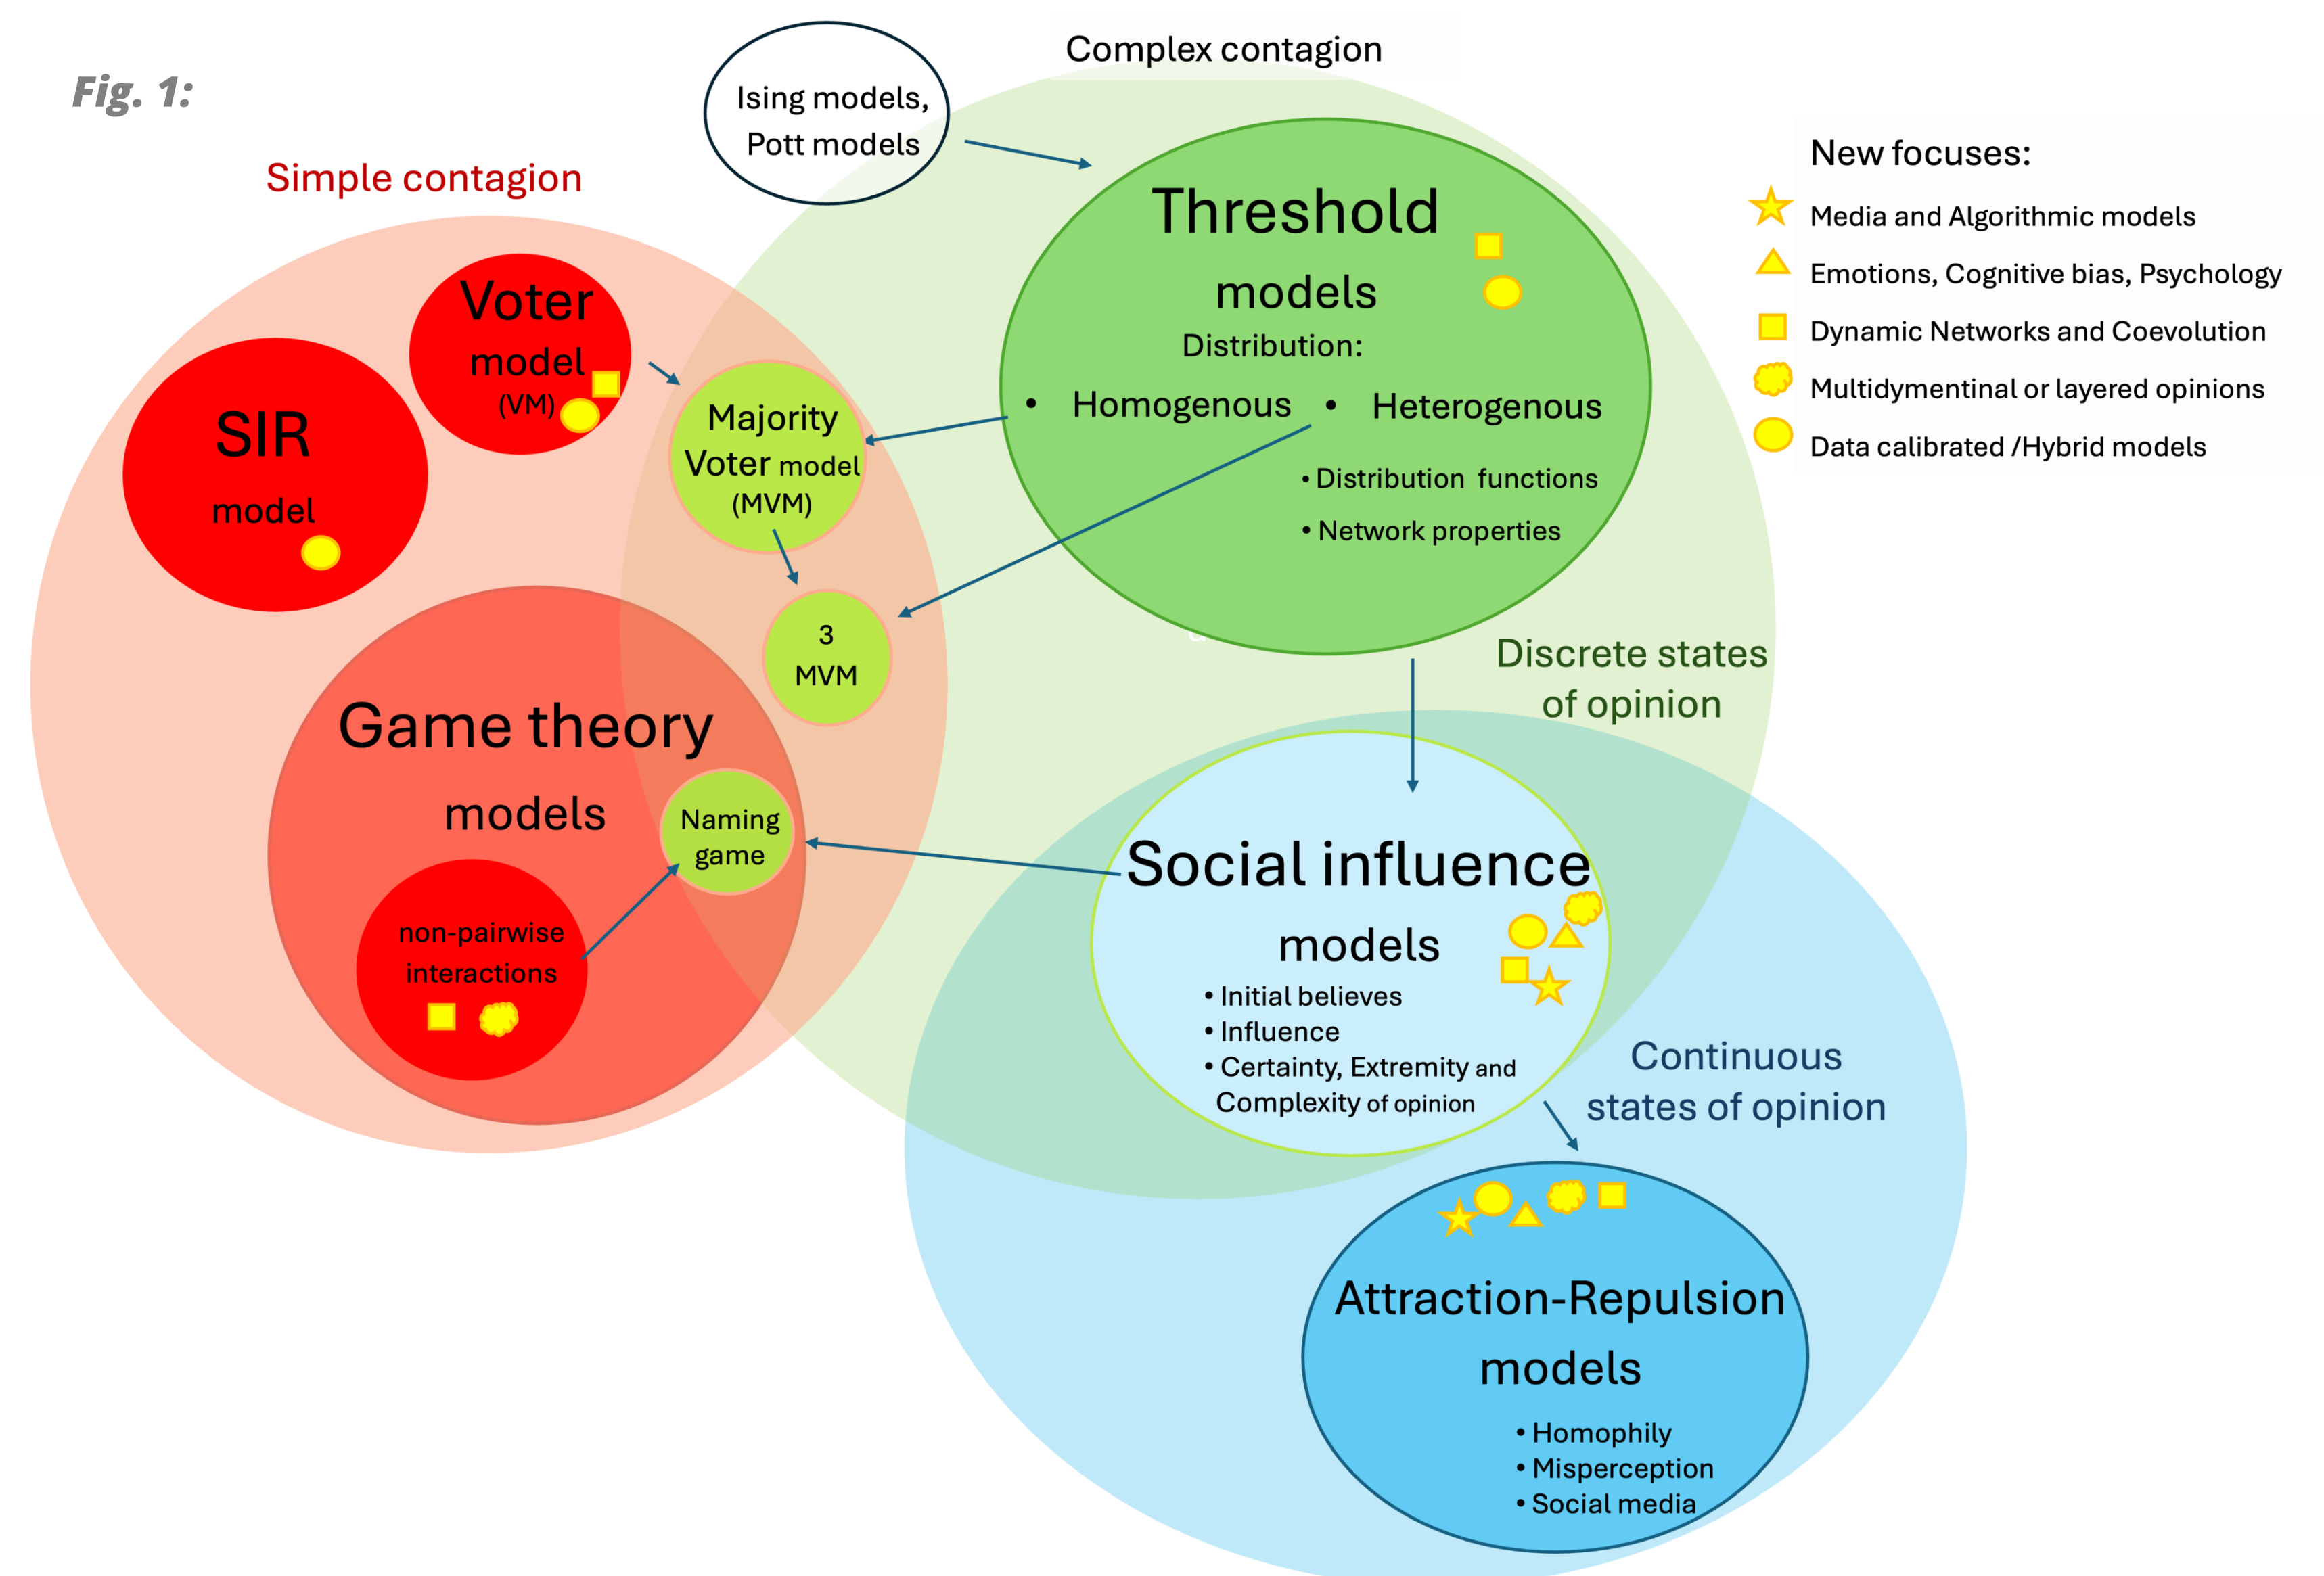 Fig. 1:
Complex contagion
Ising models,
Pott models
Simple contagion
New focuses:
Media and Algorithmic models
Emotions, Cognitive bias, Psychology
Dynamic Networks and Coevolution
Multidymentinal or layered opinions
Data calibrated /Hybrid models
Threshold
models
Distribution:
• Homogenous
• Heterogenous
• Distribution functions
• Network properties
Voter
model
(VM)
SIR
model
Majority
Voter model
(MVM)
3
MVM
Discrete states
of opinion
Game theory
models
Naming
game
non-pairwise
interactions
Social influence
models
• Initial believes
• Influence
• Certainty, Extremity and
Complexity of opinion
Continuous
states of opinion
Attraction-Repulsion
models
• Homophily
• Misperception
• Social media